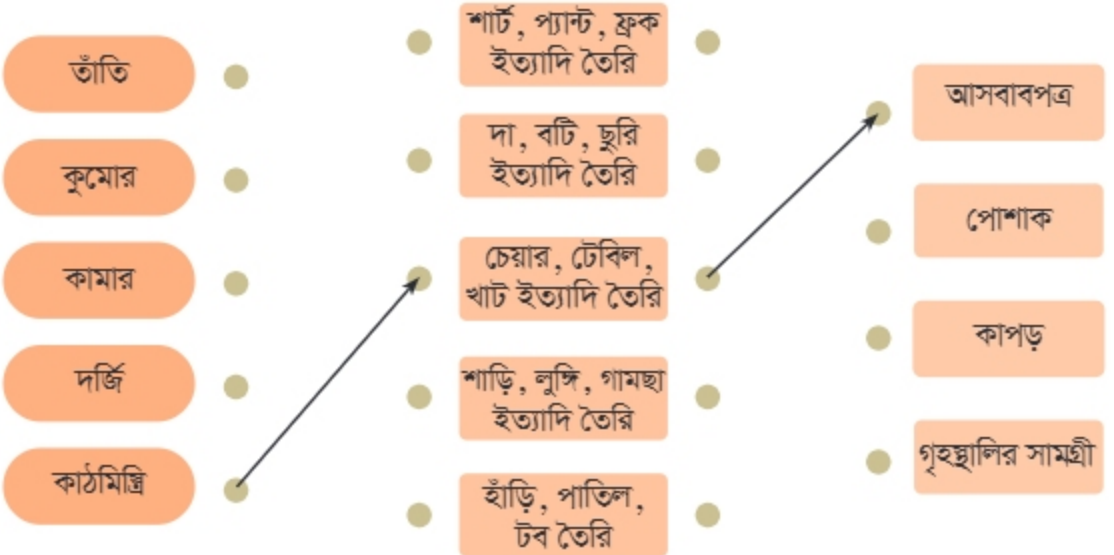 তাঁতি
কুমোর
কামার
দর্জি
কাঠমিস্ত্রি
শার্ট, প্যান্ট, ফ্রক
ইত্যাদি তৈরি
দা, বটি, ছুরি
ইত্যাদি তৈরি
চেয়ার, টেবিল,
খাট ইত্যাদি তৈরি
শাড়ি, লুঙ্গি, গামছা
ইত্যাদি তৈরি
হাঁড়ি, পাতিল,
টব তৈরি
আসবাবপত্র
পোশাক
কাপড়
গৃহস্থালির সামগ্রী